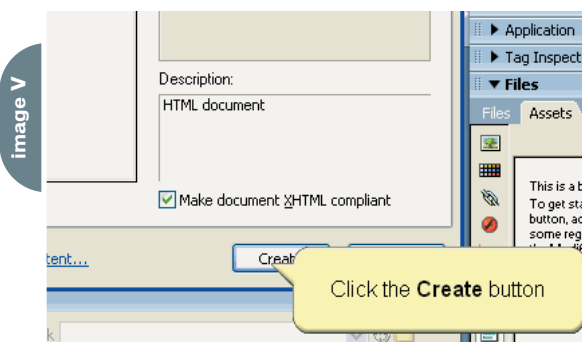 image V
Application
Tag Inspect
Files
Files Assets
Description:
HTML document
Make document XHTML compliant
This is a b
To get sta
button, ad
some reg
tent...
Creat
Click the Create button
k